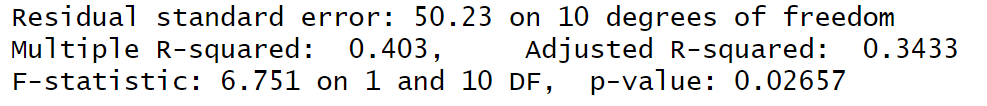 Residual standard error: 50.23 on 10 degrees of freedom
Multiple R-squared:  0.403,     Adjusted R-squared:  0.3433
F-statistic: 6.751 on 1 and 10 DF,  p-value: 0.02657